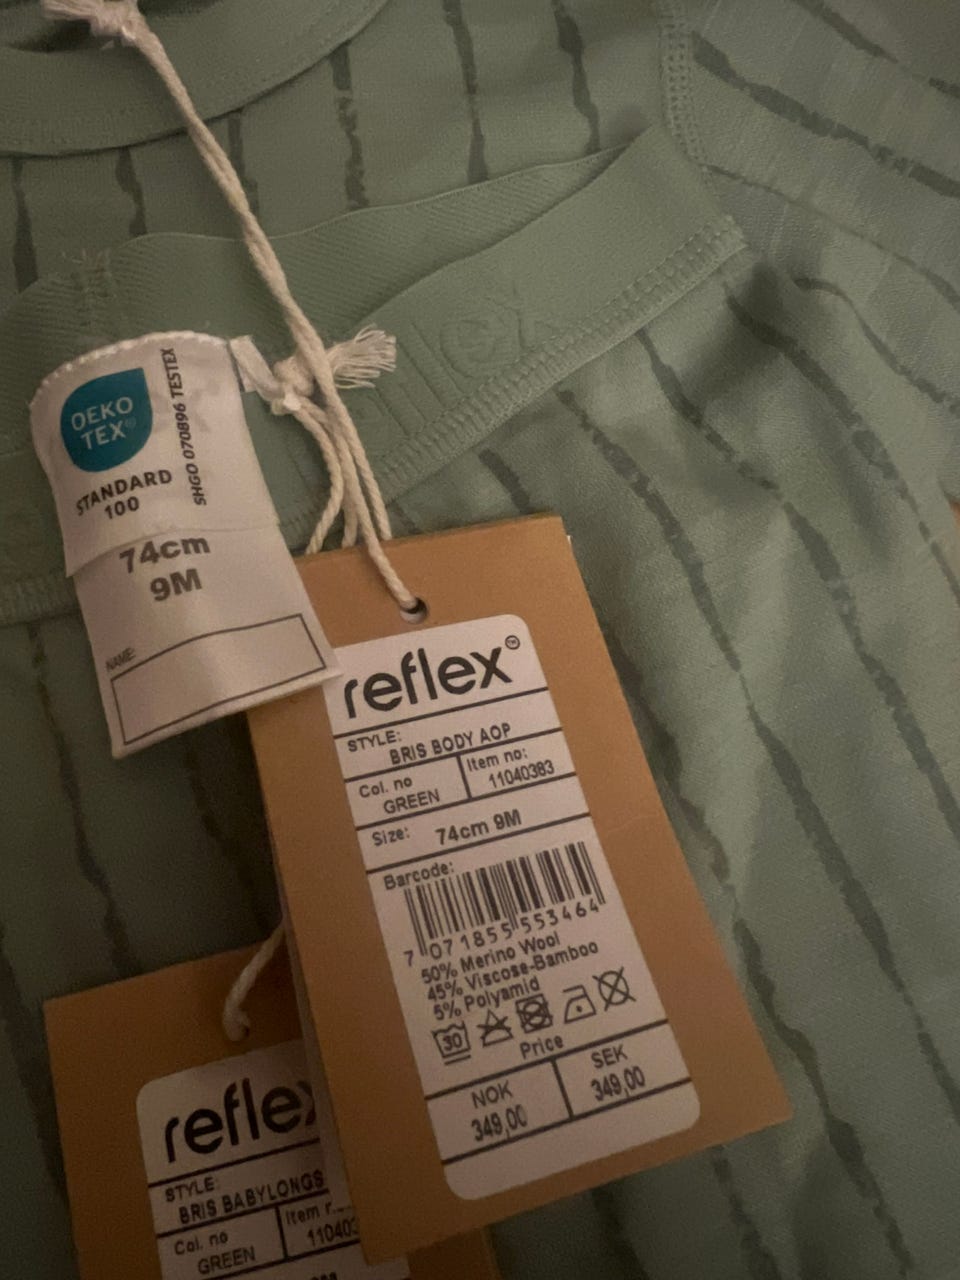 OEKO
TEX®
STANDARD
100
SHGO 070896 TESTEX
74cm
9M
NAME:
reflex™
STYLE:
BRIS BODY AOP
Col. no
GREEN
Item no:
11040383
Size: 74cm 9M
Barcode:
7 071855 553464
50% Merino Wool
45% Viscose-Bamboo
5% Polyamid
30
Price
NOK
349,00
SEK
349,00
reflex
STYLE:
BRIS BABYLONGS
Col. no
GREEN
Item